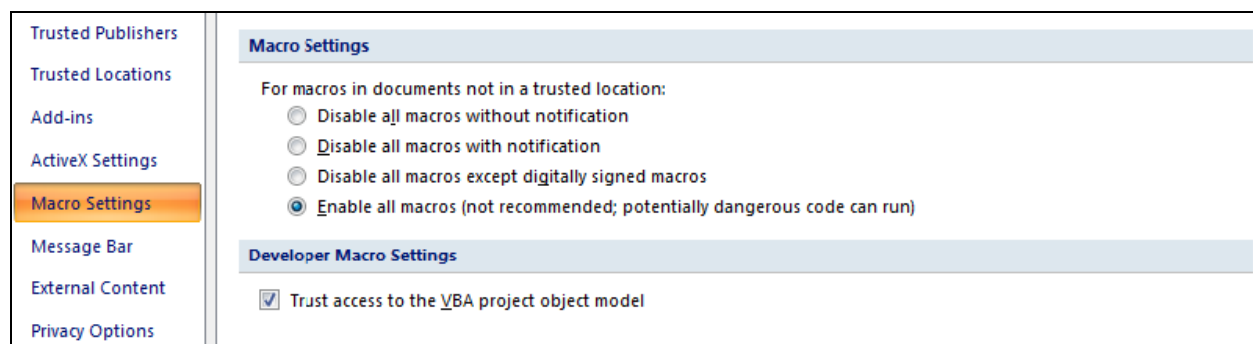 Trusted Publishers
Trusted Locations
Add-ins
ActiveX Settings
Macro Settings
Message Bar
External Content
Privacy Options
Macro Settings
For macros in documents not in a trusted location:
Disable all macros without notification
Disable all macros with notification
Disable all macros except digitally signed macros
Enable all macros (not recommended; potentially dangerous code can run)
Developer Macro Settings
Trust access to the VBA project object model